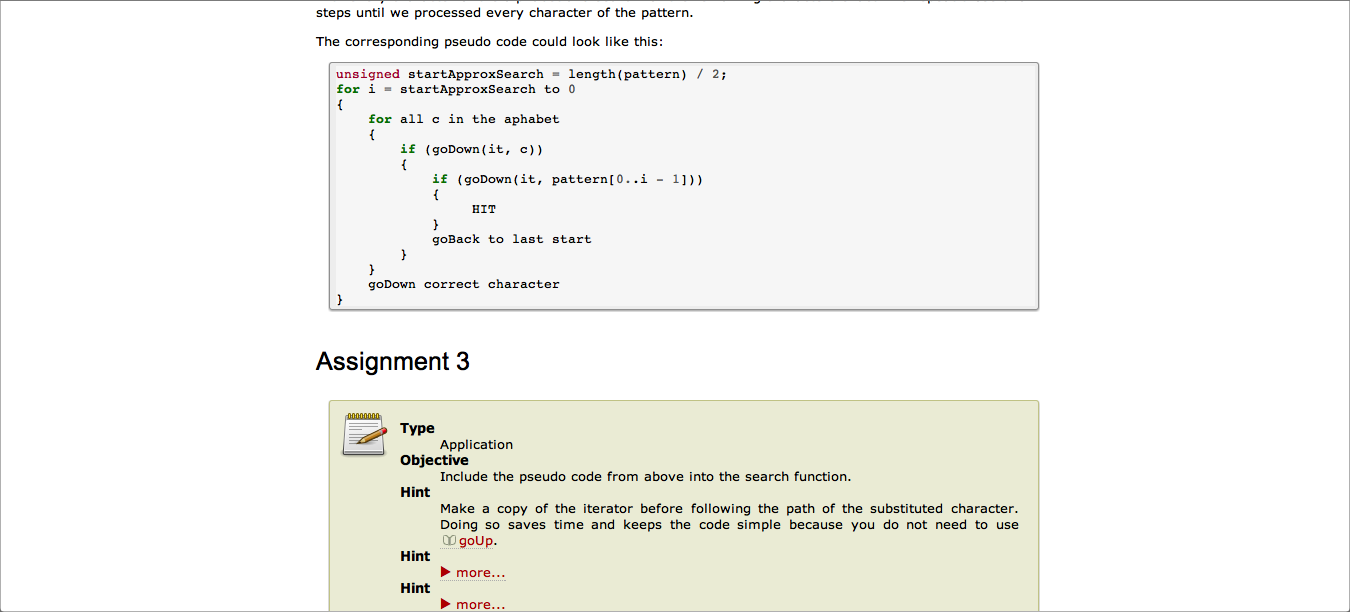 steps until we processed every character of the pattern.
The corresponding pseudo code could look like this:
unsigned startApproxSearch = length(pattern) / 2;
for i = startApproxSearch to 0
{
    for all c in the aphabet
    {
        if (goDown(it, c))
        {
            if (goDown(it, pattern[0..i - 1]))
            {
                 HIT
            }
            goBack to last start
        }
    }
    goDown correct character
}
Assignment 3
Type
Application
Objective
Include the pseudo code from above into the search function.
Hint
Make a copy of the iterator before following the path of the substituted character.
Doing so saves time and keeps the code simple because you do not need to use
goUp.
Hint
more...
Hint
more...